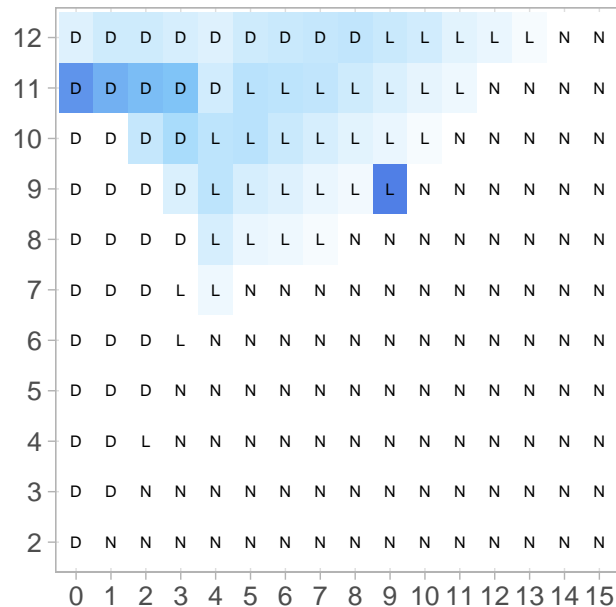 12 D D D D D D D D D L L L L L N N
11 D D D D D L L L L L L L N N N N
10 D D D D L L L L L L L N N N N N
9 D D D D L L L L L L N N N N N N
8 D D D D L L L L N N N N N N N N
7 D D D L L N N N N N N N N N N N
6 D D D L N N N N N N N N N N N N
5 D D D N N N N N N N N N N N N N
4 D D L N N N N N N N N N N N N N
3 D D N N N N N N N N N N N N N N
2 D N N N N N N N N N N N N N N N
0 1 2 3 4 5 6 7 8 9 10 11 12 13 14 15